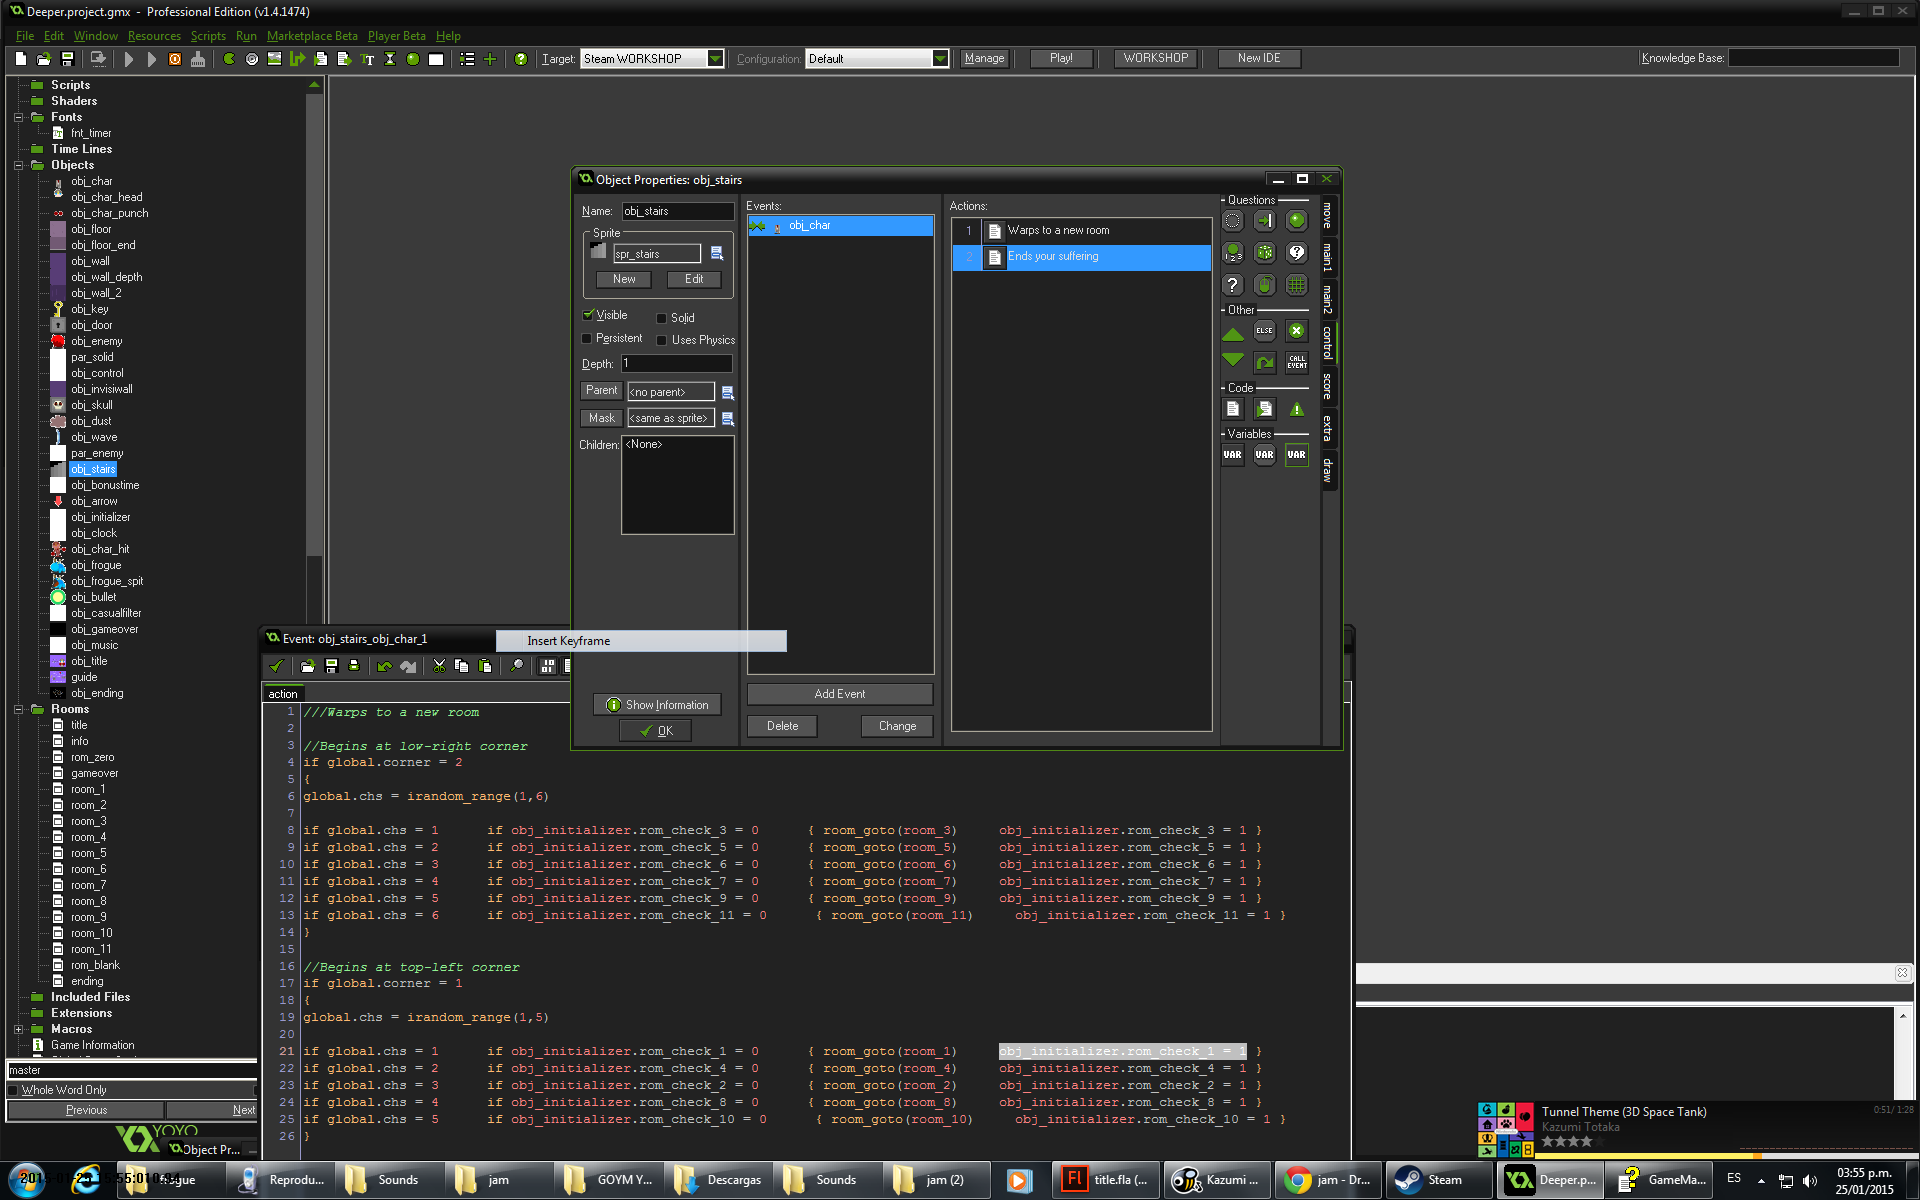 Deeper.project.gmx - Professional Edition (v1.4.1474)
File Edit Window Resources Scripts Run Marketplace Beta Player Beta Help
Target: Steam WORKSHOP Configuration: Default Manage Play! WORKSHOP New IDE Knowledge Base:
Scripts
Shaders
Fonts
fnt_timer
Time Lines
Objects
obj_char
obj_char_head
obj_char_punch
obj_floor
obj_floor_end
obj_wall
obj_wall_depth
obj_wall_2
obj_key
obj_door
obj_enemy
par_solid
obj_control
obj_invisiwall
obj_skull
obj_dust
obj_wave
par_enemy
obj_stairs
obj_bonustime
obj_arrow
obj_initializer
obj_clock
obj_char_hit
obj_frogue
obj_frogue_spit
obj_bullet
obj_casualfilter
obj_gameover
obj_music
obj_title
guide
obj_ending
Rooms
title
info
rom_zero
gameover
room_1
room_2
room_3
room_4
room_5
room_6
room_7
room_8
room_9
room_10
room_11
rom_blank
ending
Included Files
Extensions
Macros
Game Information
master
Whole Word Only
Previous
Next
YOYO
Object Pr...
Object Properties: obj_stairs
Name: obj_stairs
Sprite
spr_stairs
New Edit
Visible Solid
Persistent Uses Physics
Depth: 1
Parent <no parent>
Mask <same as sprite>
Children: <None>
Show Information
OK
Events:
obj_char
Add Event
Delete Change
Actions:
1 Warps to a new room
2 Ends your suffering
Questions
1 2 3
?
Other
ELSE
CALL EVENT
Code
Variables
VAR VAR VAR
move
main1
main2
control
score
extra
draw
Insert Keyframe
Event: obj_stairs_obj_char_1
action
1 ///Warps to a new room
2
3 //Begins at low-right corner
4 if global.corner = 2
5 {
6 global.chs = irandom_range(1,6)
7
8 if global.chs = 1 if obj_initializer.rom_check_3 = 0 { room_goto(room_3) obj_initializer.rom_check_3 = 1 }
9 if global.chs = 2 if obj_initializer.rom_check_5 = 0 { room_goto(room_5) obj_initializer.rom_check_5 = 1 }
10 if global.chs = 3 if obj_initializer.rom_check_6 = 0 { room_goto(room_6) obj_initializer.rom_check_6 = 1 }
11 if global.chs = 4 if obj_initializer.rom_check_7 = 0 { room_goto(room_7) obj_initializer.rom_check_7 = 1 }
12 if global.chs = 5 if obj_initializer.rom_check_9 = 0 { room_goto(room_9) obj_initializer.rom_check_9 = 1 }
13 if global.chs = 6 if obj_initializer.rom_check_11 = 0 { room_goto(room_11) obj_initializer.rom_check_11 = 1 }
14 }
15
16 //Begins at top-left corner
17 if global.corner = 1
18 {
19 global.chs = irandom_range(1,5)
20
21 if global.chs = 1 if obj_initializer.rom_check_1 = 0 { room_goto(room_1) obj_initializer.rom_check_1 = 1 }
22 if global.chs = 2 if obj_initializer.rom_check_4 = 0 { room_goto(room_4) obj_initializer.rom_check_4 = 1 }
23 if global.chs = 3 if obj_initializer.rom_check_2 = 0 { room_goto(room_2) obj_initializer.rom_check_2 = 1 }
24 if global.chs = 4 if obj_initializer.rom_check_8 = 0 { room_goto(room_8) obj_initializer.rom_check_8 = 1 }
25 if global.chs = 5 if obj_initializer.rom_check_10 = 0 { room_goto(room_10) obj_initializer.rom_check_10 = 1 }
26 }
Tunnel Theme (3D Space Tank) 0:51/ 1:28
Kazumi Totaka
Reprodu... Sounds jam GOYM Y... Descargas Sounds jam (2) title.fla (... Kazumi ... jam - Dr... Steam Deeper.p... GameMa... ES
03:55 p.m.
25/01/2015